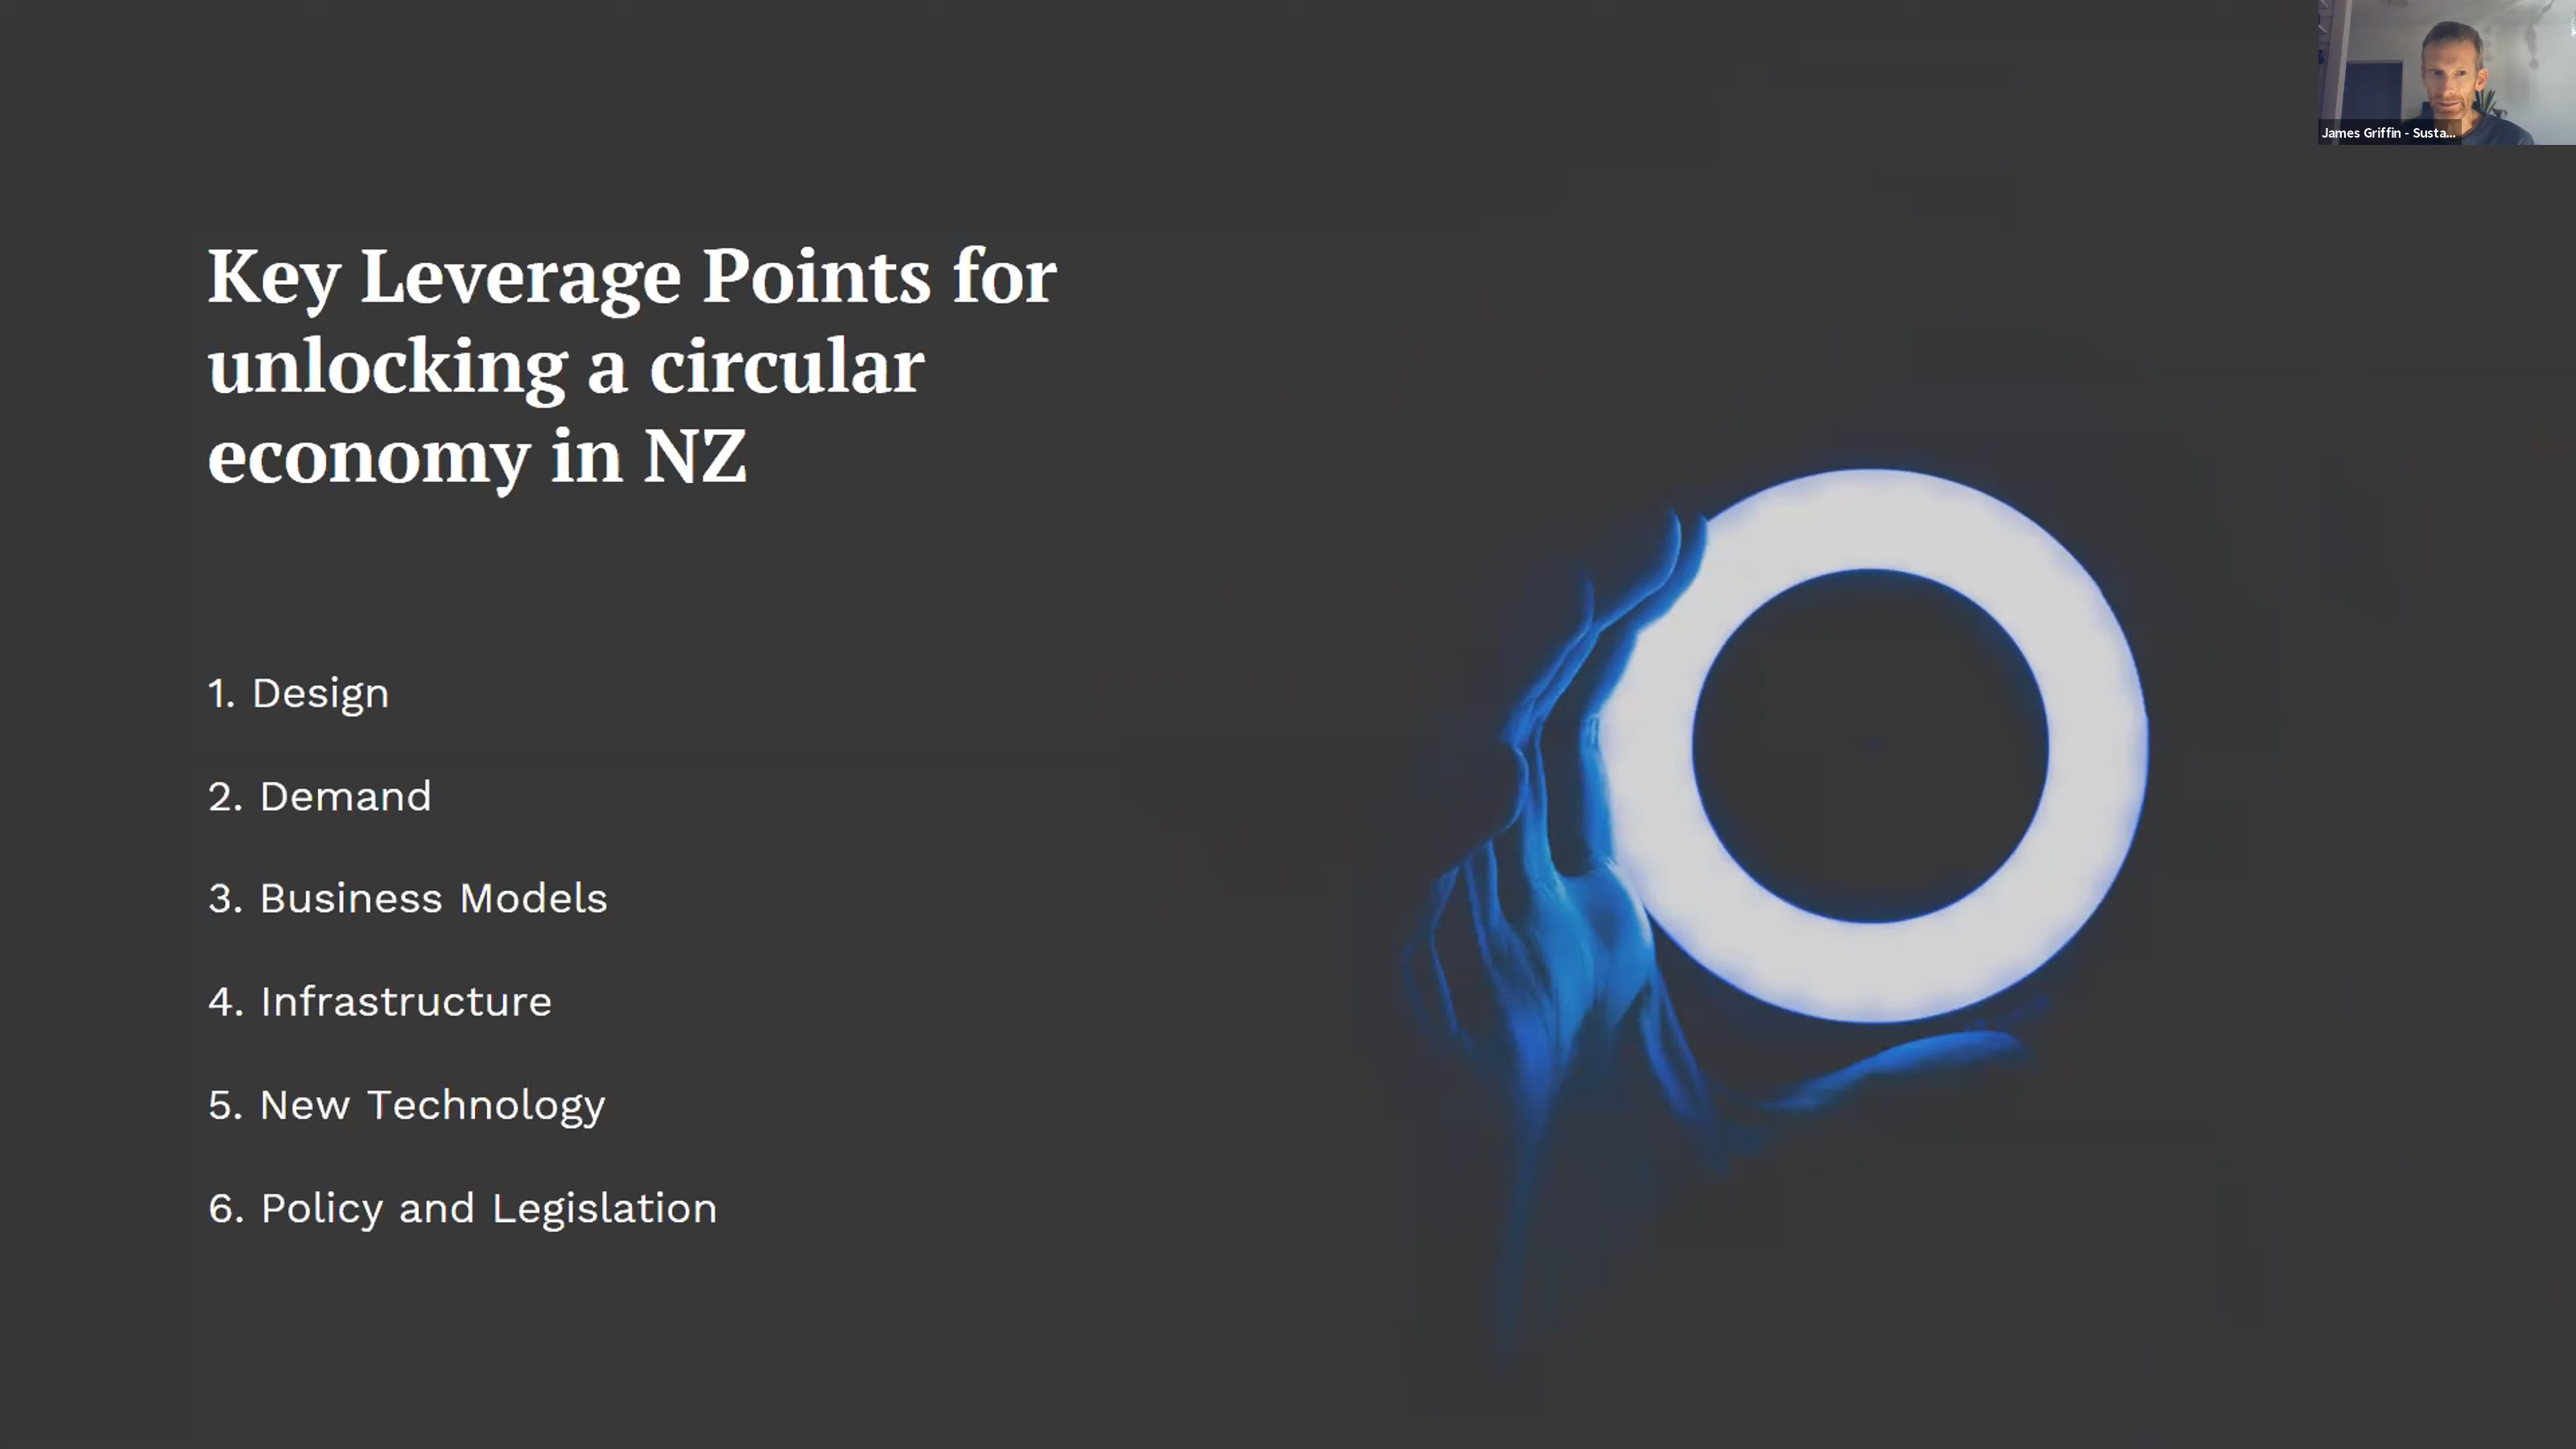 James Griffin - Susta...
Key Leverage Points for
unlocking a circular
economy in NZ
1. Design
2. Demand
3. Business Models
4. Infrastructure
5. New Technology
6. Policy and Legislation